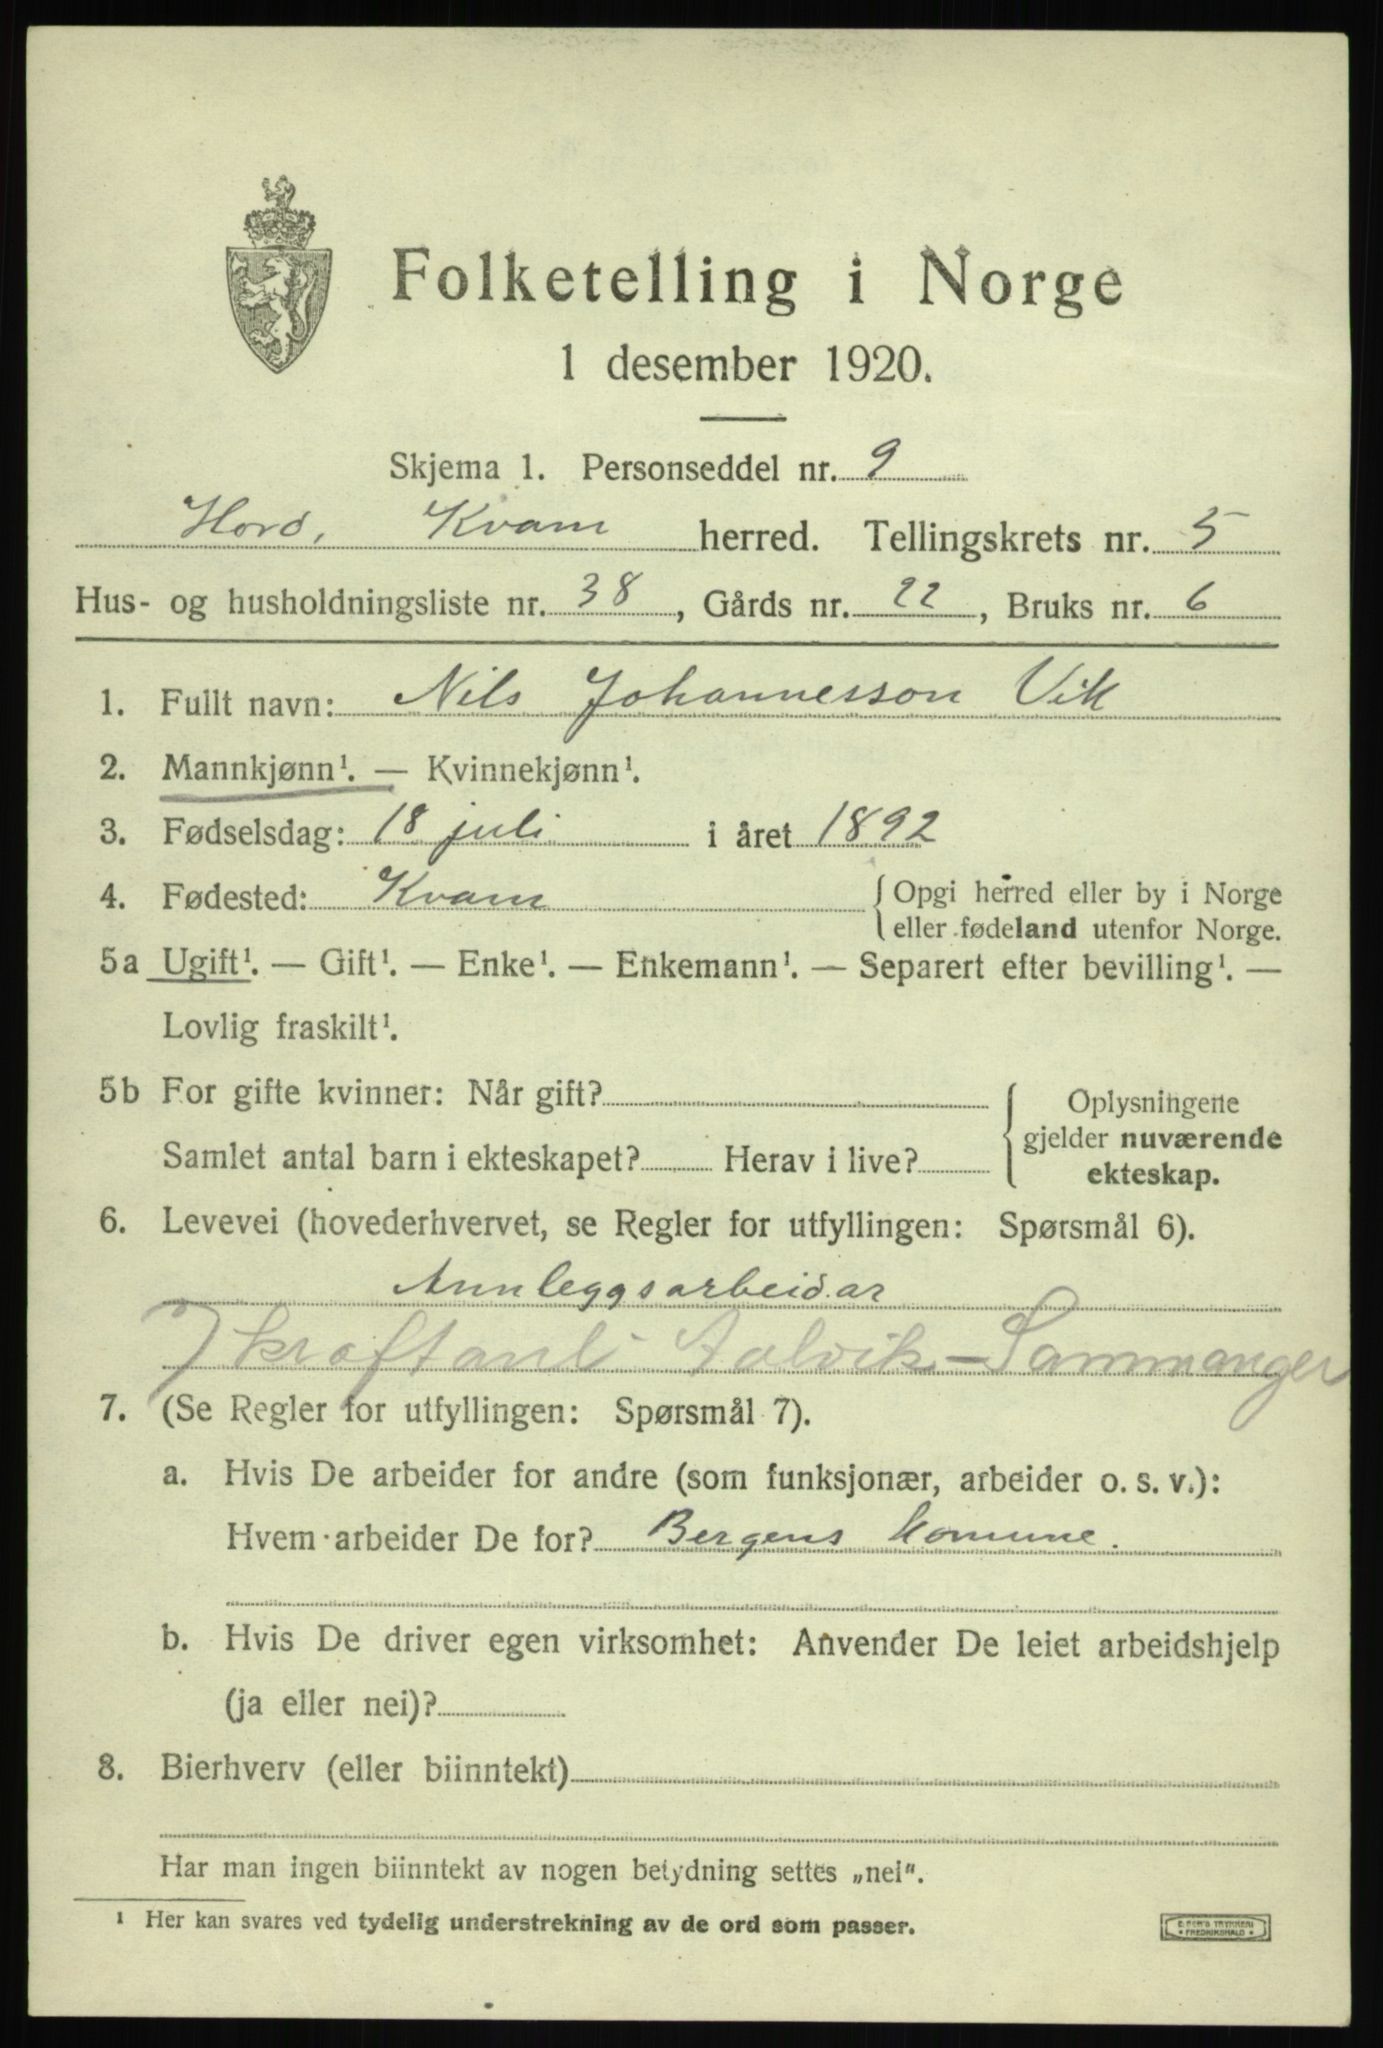 Folketelling i Norge
1 desember 1920.
Skjema 1. Personseddel nr. 9
Hord, Kvam herred. Tellingskrets nr. 5
Hus- og husholdningsliste nr. 38, Gårds nr. 22, Bruks nr. 6
1. Fullt navn: Nils Johannesson Vik
2. Mannkjønn¹. — Kvinnekjønn¹.
3. Fødselsdag: 18 juli i året 1892
4. Fødested: Kvam { Opgi herred eller by i Norge
eller fødeland utenfor Norge.
5a Ugift¹. — Gift¹. — Enke¹. — Enkemann¹. — Separert efter bevilling¹. —
Lovlig fraskilt¹.
5b For gifte kvinner: Når gift?
Samlet antal barn i ekteskapet? Herav i live?
{ Oplysningene
gjelder nuværende
ekteskap.
6. Levevei (hovederhvervet, se Regler for utfyllingen: Spørsmål 6).
Annleggsarbeidar
kraftanl Aalvik - Sammanger
7. (Se Regler for utfyllingen: Spørsmål 7).
a. Hvis De arbeider for andre (som funksjonær, arbeider o. s. v.):
Hvem arbeider De for? Bergens komune.
b. Hvis De driver egen virksomhet: Anvender De leiet arbeidshjelp
(ja eller nei)?
8. Bierhverv (eller biinntekt)
Har man ingen biinntekt av nogen betydning settes „nei".
¹ Her kan svares ved tydelig understrekning av de ord som passer.